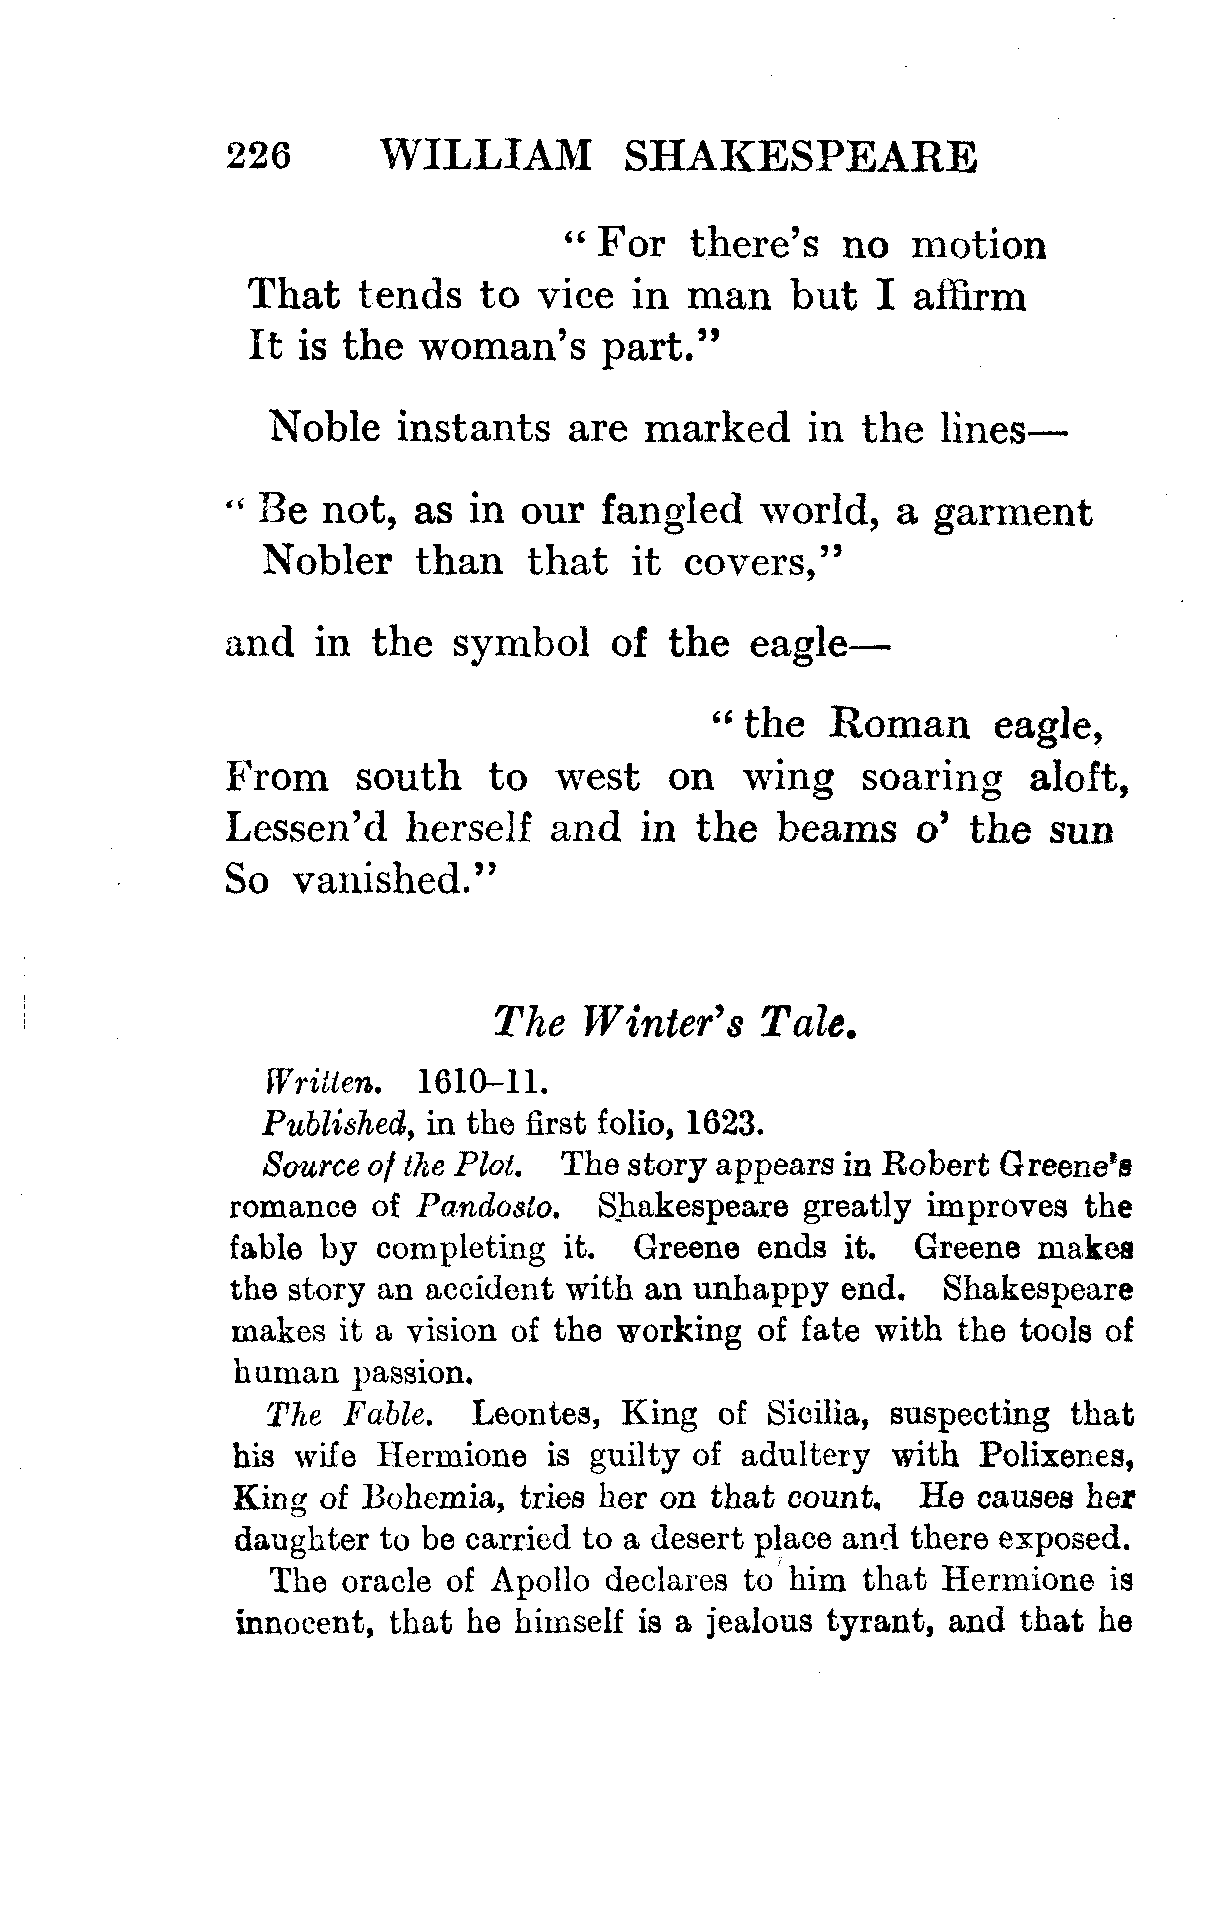 226 WILLIAM SHAKESPEARE
“ For there’s no motion
That tends to vice in man but I affirm
It is the woman’s part.”
Noble instants are marked in the lines—
“ Be not, as in our fangled world, a garment
Nobler than that it covers,”
and in the symbol of the eagle—
“ the Roman eagle,
From south to west on wing soaring aloft,
Lessen’d herself and in the beams o’ the sun
So vanished.”
The Winter’s Tale.
Written. 1610–11.
Published, in the first folio, 1623.
Source of the Plot. The story appears in Robert Greene’s
romance of Pandosto. Shakespeare greatly improves the
fable by completing it. Greene ends it. Greene makes
the story an accident with an unhappy end. Shakespeare
makes it a vision of the working of fate with the tools of
human passion.
The Fable. Leontes, King of Sicilia, suspecting that
his wife Hermione is guilty of adultery with Polixenes,
King of Bohemia, tries her on that count. He causes her
daughter to be carried to a desert place and there exposed.
The oracle of Apollo declares to him that Hermione is
innocent, that he himself is a jealous tyrant, and that he